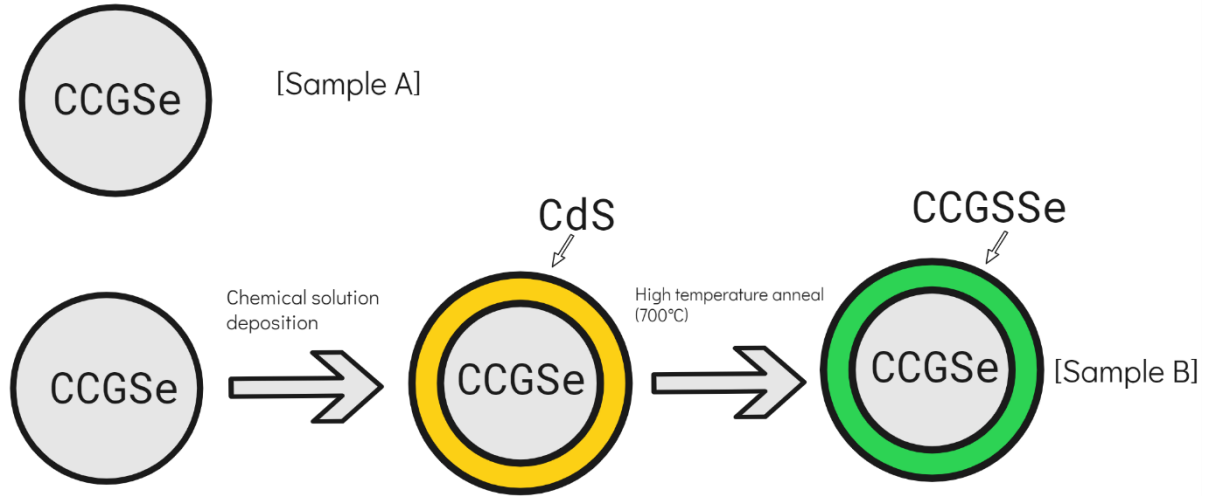 CCGSe
[Sample A]
CdS
CCGSSe
Chemical solution
deposition
High temperature anneal
(700℃)
CCGSe
CCGSe
CCGSe
[Sample B]